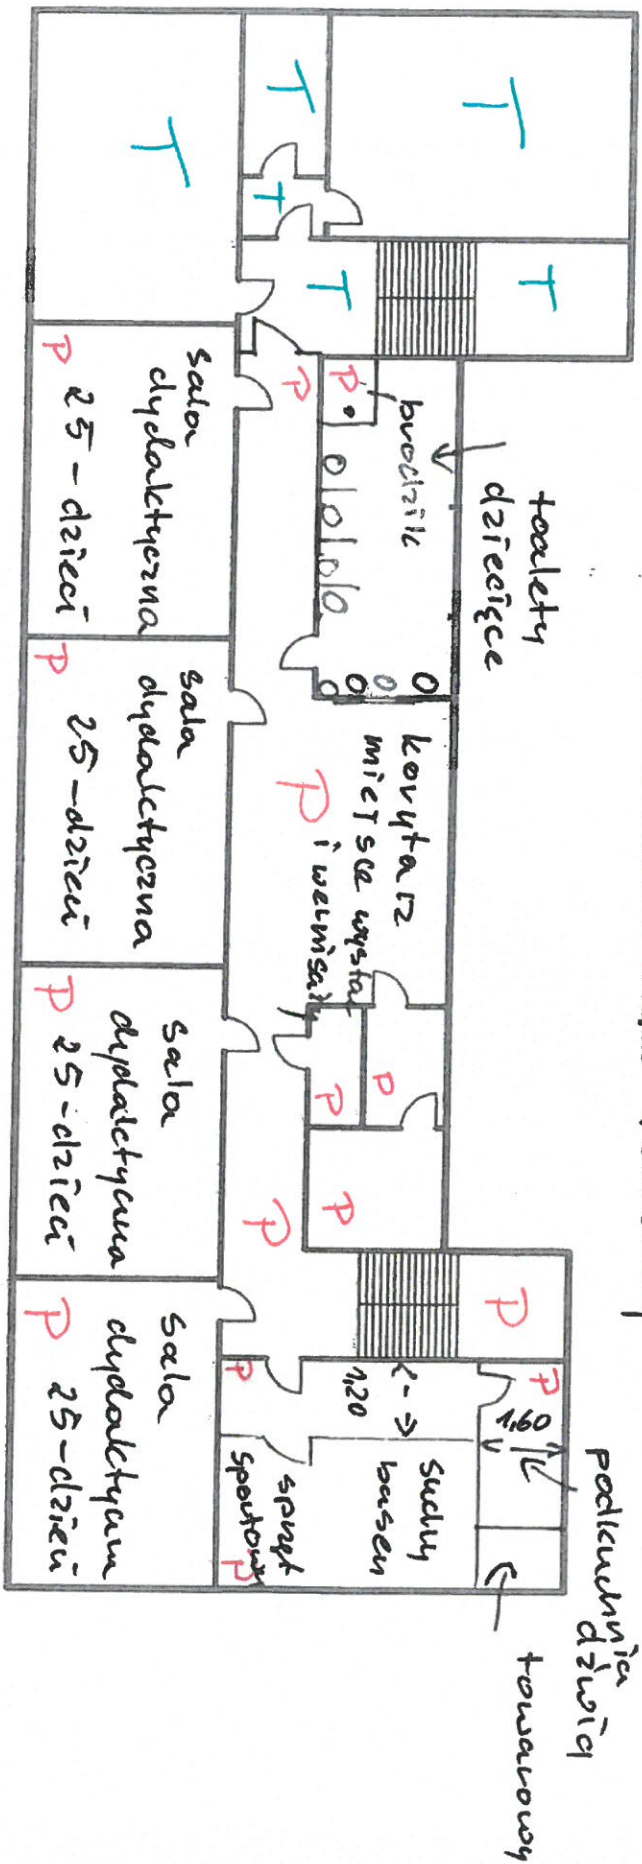 T
T
T
T
T
T
toalety
dziecięce
brodzik
P
P
korytarz
miejsce wystaw
i wernisaży
P
P
P
P
P
P
P
1,60
podkuchnia
dźwig
towarowy
1,20
suchy
basen
sprzęt
sportowy
P
P
sala
dydaktyczna
P 25-dzieci
sala
dydaktyczna
P 25-dzieci
sala
dydaktyczna
P 25-dzieci
sala
dydaktyczna
P 25-dzieci